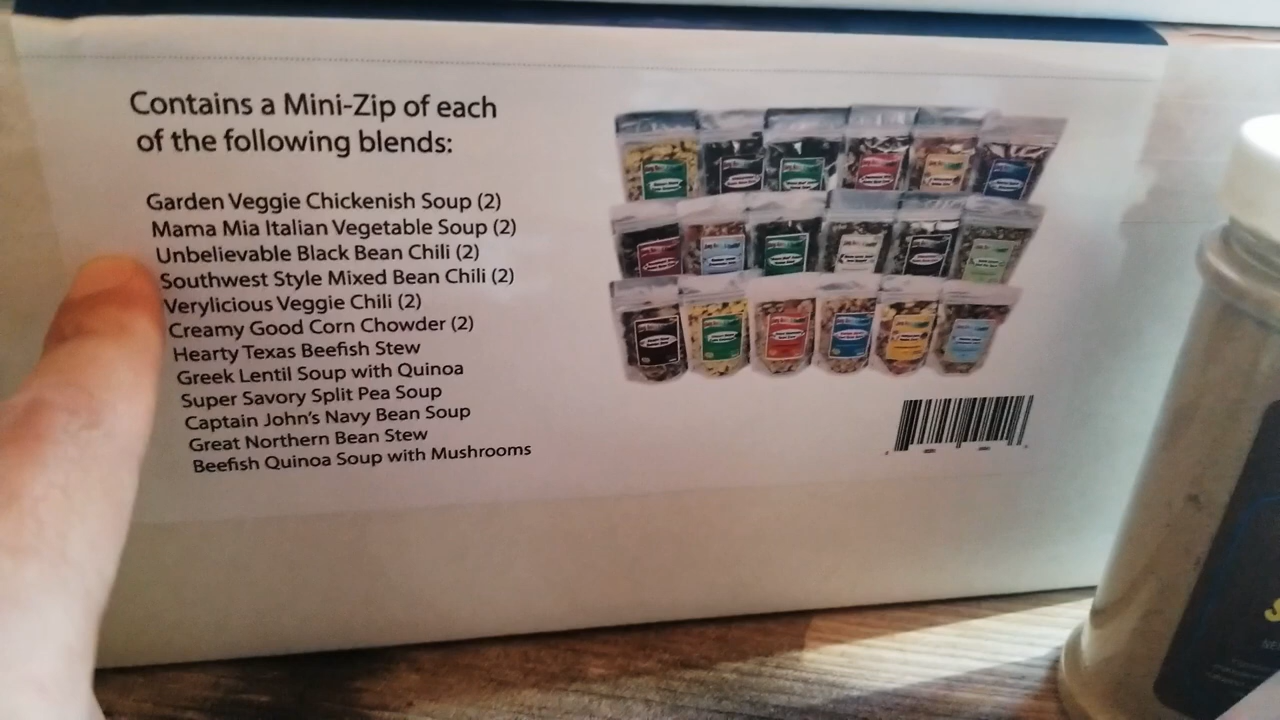 Contains a Mini-Zip of each
of the following blends:
Garden Veggie Chickenish Soup (2)
Mama Mia Italian Vegetable Soup (2)
Unbelievable Black Bean Chili (2)
Southwest Style Mixed Bean Chili (2)
Verylicious Veggie Chili (2)
Creamy Good Corn Chowder (2)
Hearty Texas Beefish Stew
Greek Lentil Soup with Quinoa
Super Savory Split Pea Soup
Captain John's Navy Bean Soup
Great Northern Bean Stew
Beefish Quinoa Soup with Mushrooms